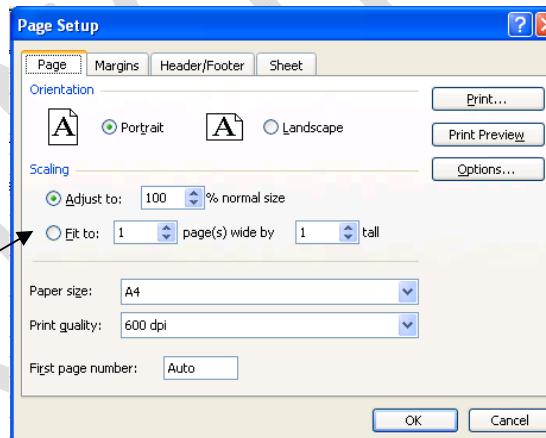 Page Setup
Page Margins Header/Footer Sheet
Orientation
A Portrait A Landscape
Print...
Print Preview
Scaling
Options...
Adjust to: 100 % normal size
Fit to: 1 page(s) wide by 1 tall
Paper size: A4
Print quality: 600 dpi
First page number: Auto
OK Cancel